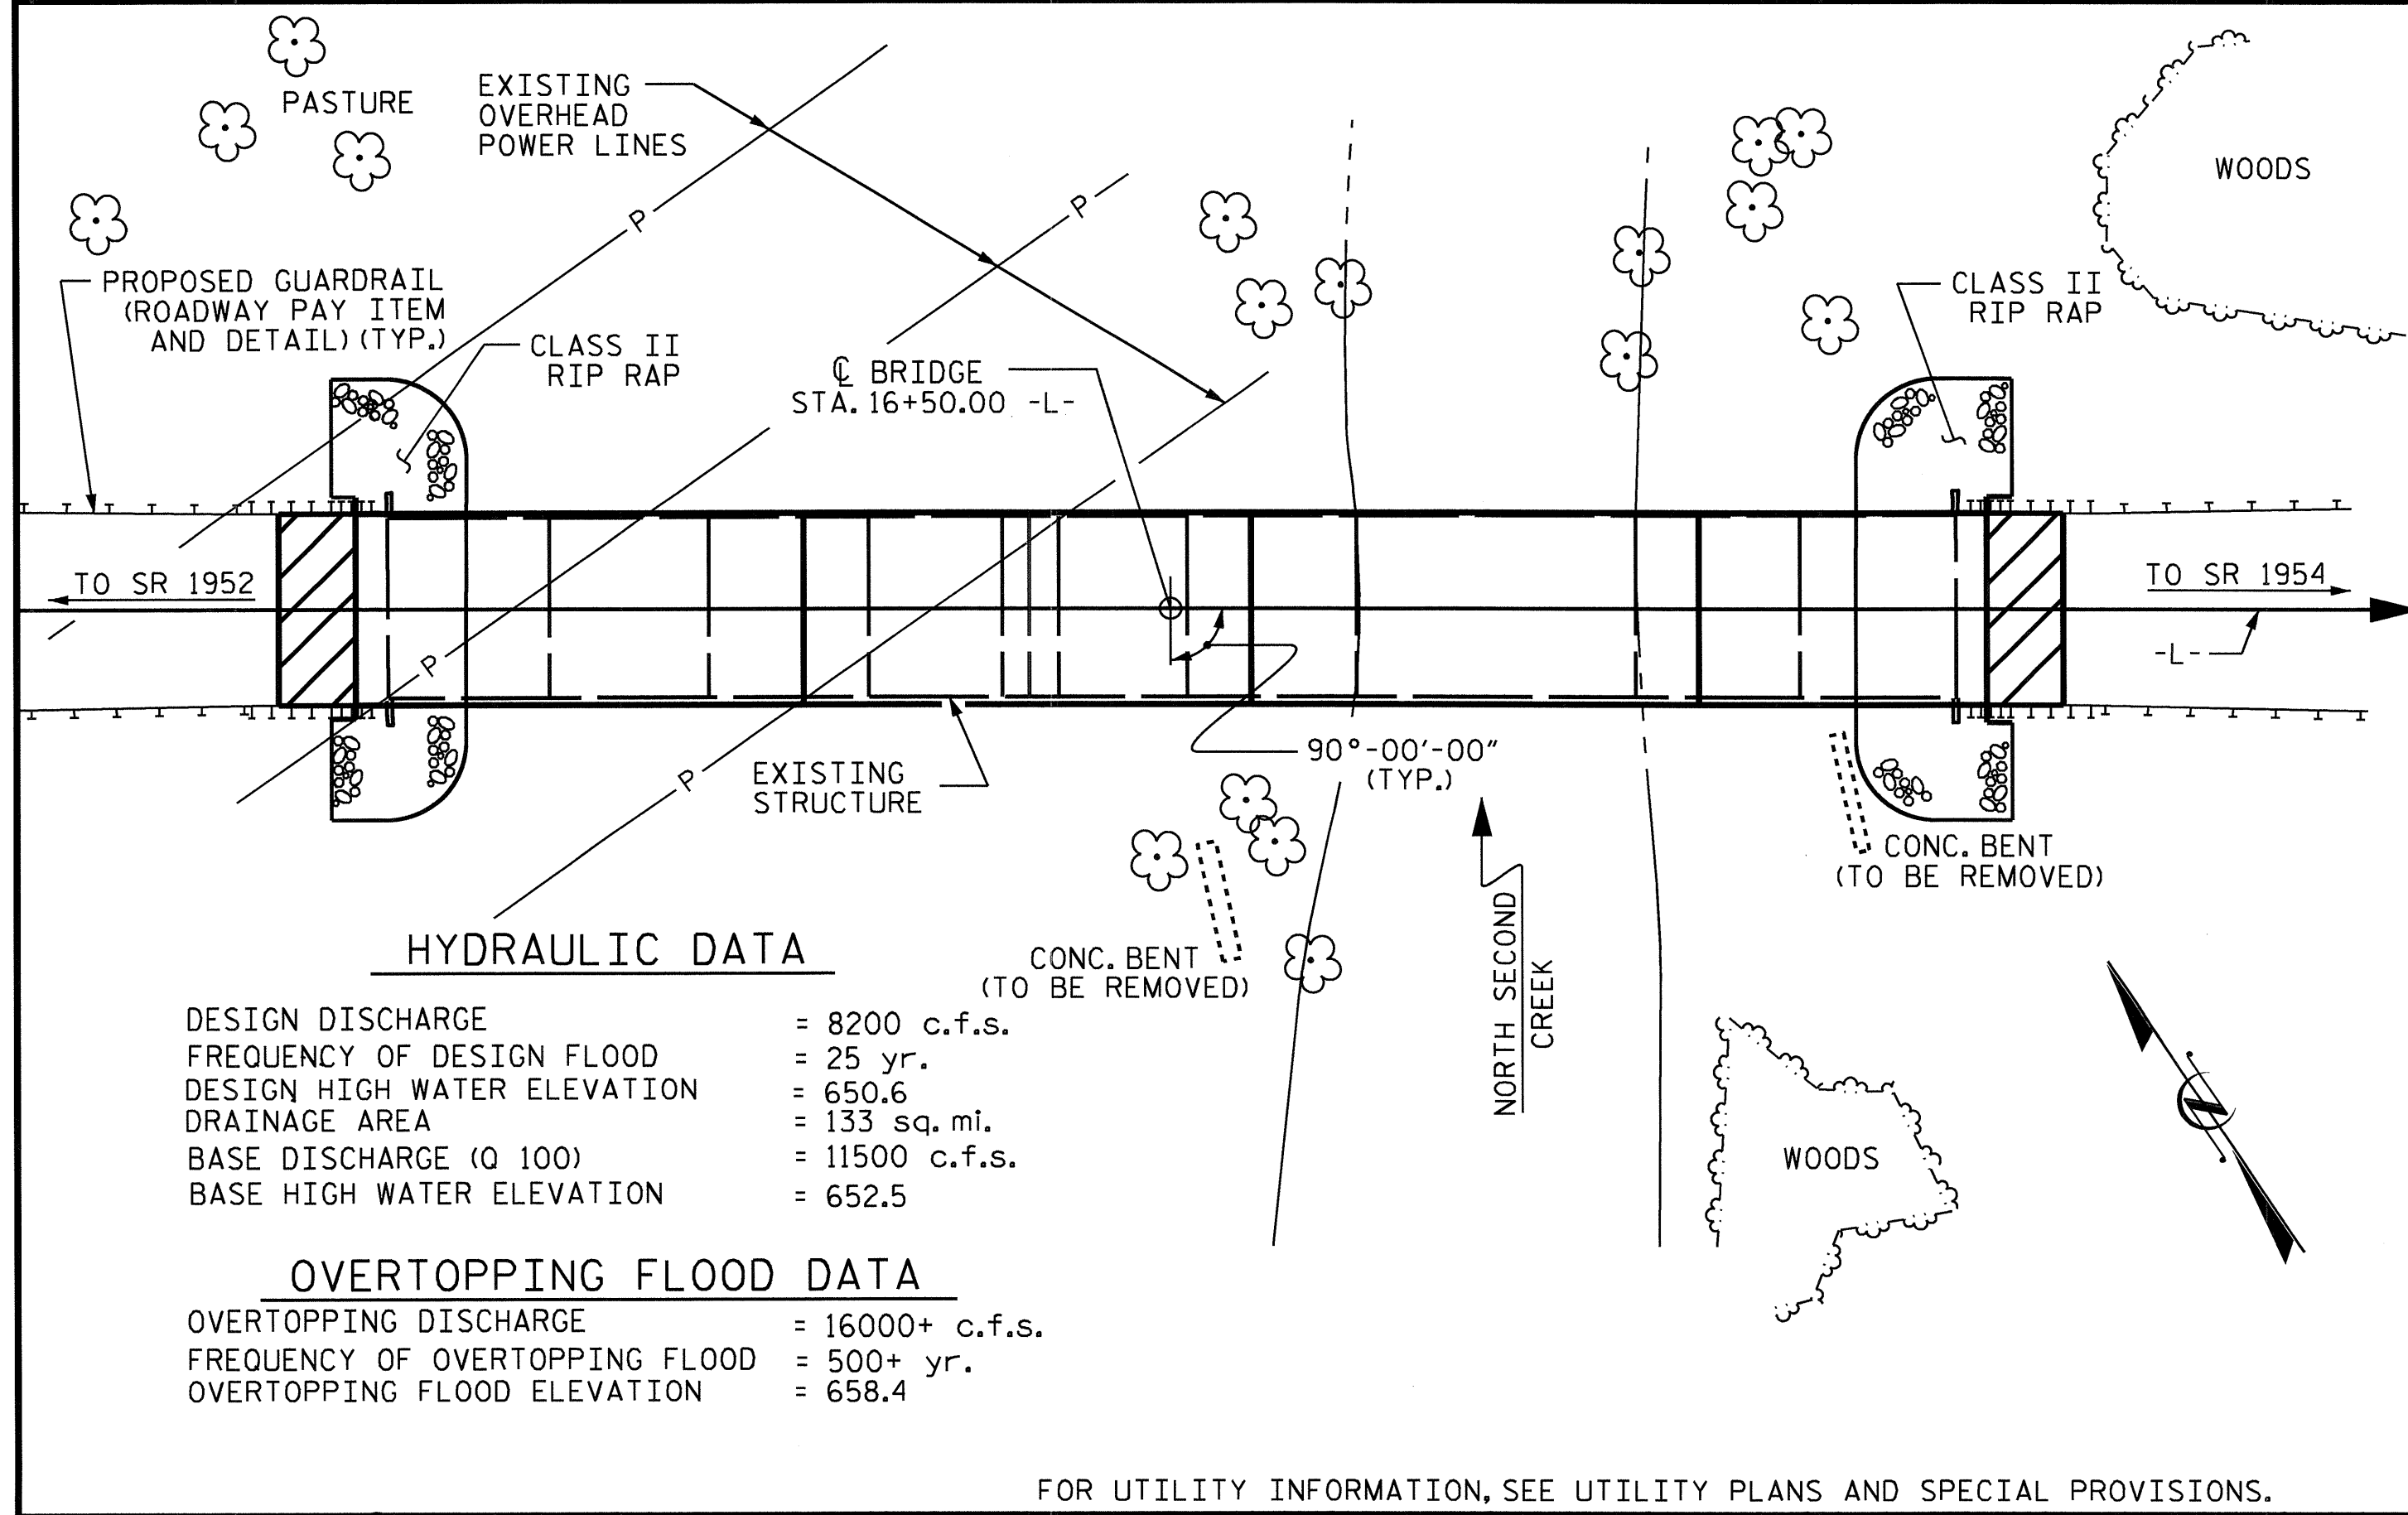 PASTURE
EXISTING
OVERHEAD
POWER LINES
WOODS
P
P
PROPOSED GUARDRAIL
(ROADWAY PAY ITEM
AND DETAIL) (TYP.)
CLASS II
RIP RAP
CLASS II
RIP RAP
℄ BRIDGE
STA. 16+50.00 -L-
TO SR 1952
TO SR 1954
-L-
P
P
EXISTING
STRUCTURE
90°-00'-00"
(TYP.)
CONC. BENT
(TO BE REMOVED)
NORTH SECOND
CREEK
CONC. BENT
(TO BE REMOVED)
HYDRAULIC DATA
DESIGN DISCHARGE = 8200 c.f.s.
FREQUENCY OF DESIGN FLOOD = 25 yr.
DESIGN HIGH WATER ELEVATION = 650.6
DRAINAGE AREA = 133 sq. mi.
BASE DISCHARGE (Q 100) = 11500 c.f.s.
BASE HIGH WATER ELEVATION = 652.5
WOODS
N
OVERTOPPING FLOOD DATA
OVERTOPPING DISCHARGE = 16000+ c.f.s.
FREQUENCY OF OVERTOPPING FLOOD = 500+ yr.
OVERTOPPING FLOOD ELEVATION = 658.4
FOR UTILITY INFORMATION, SEE UTILITY PLANS AND SPECIAL PROVISIONS.